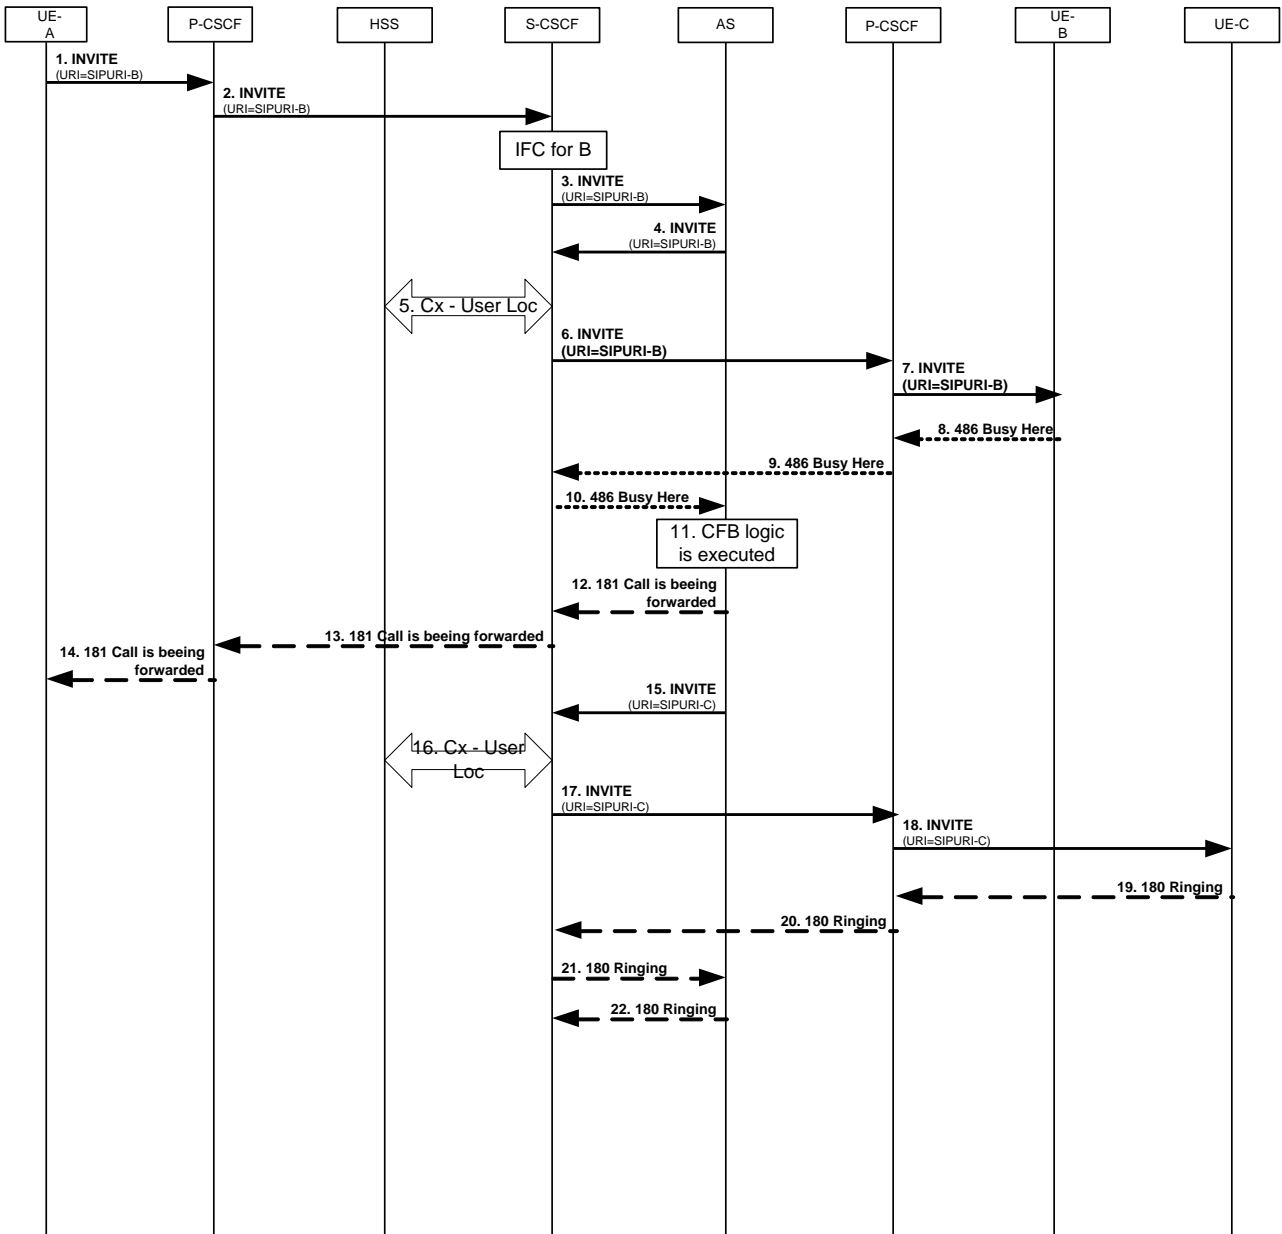 UE-
A
P-CSCF
HSS
S-CSCF
AS
P-CSCF
UE-
B
UE-C
1. INVITE
(URI=SIPURI-B)
2. INVITE
(URI=SIPURI-B)
IFC for B
3. INVITE
(URI=SIPURI-B)
4. INVITE
(URI=SIPURI-B)
5. Cx - User Loc
6. INVITE
(URI=SIPURI-B)
7. INVITE
(URI=SIPURI-B)
8. 486 Busy Here
9. 486 Busy Here
10. 486 Busy Here
11. CFB logic
is executed
12. 181 Call is beeing
forwarded
13. 181 Call is beeing forwarded
14. 181 Call is beeing
forwarded
15. INVITE
(URI=SIPURI-C)
16. Cx - User
Loc
17. INVITE
(URI=SIPURI-C)
18. INVITE
(URI=SIPURI-C)
19. 180 Ringing
20. 180 Ringing
21. 180 Ringing
22. 180 Ringing